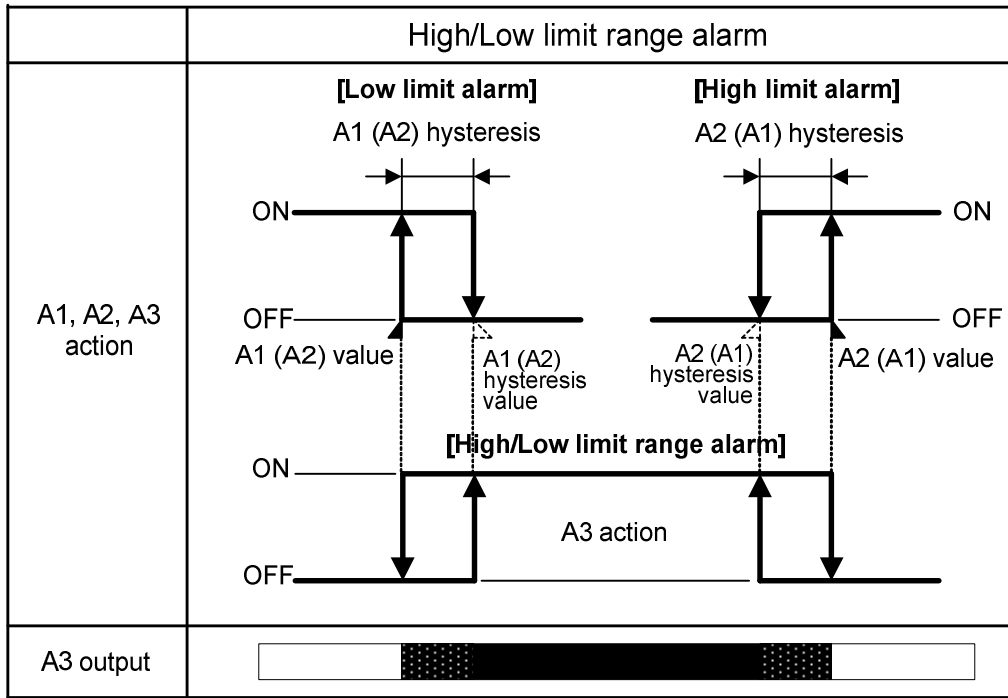 High/Low limit range alarm
A1, A2, A3
action
[Low limit alarm]
[High limit alarm]
A1 (A2) hysteresis
A2 (A1) hysteresis
ON
ON
OFF
OFF
A1 (A2) value
A1 (A2)
hysteresis
value
A2 (A1)
hysteresis
value
A2 (A1) value
[High/Low limit range alarm]
ON
A3 action
OFF
A3 output